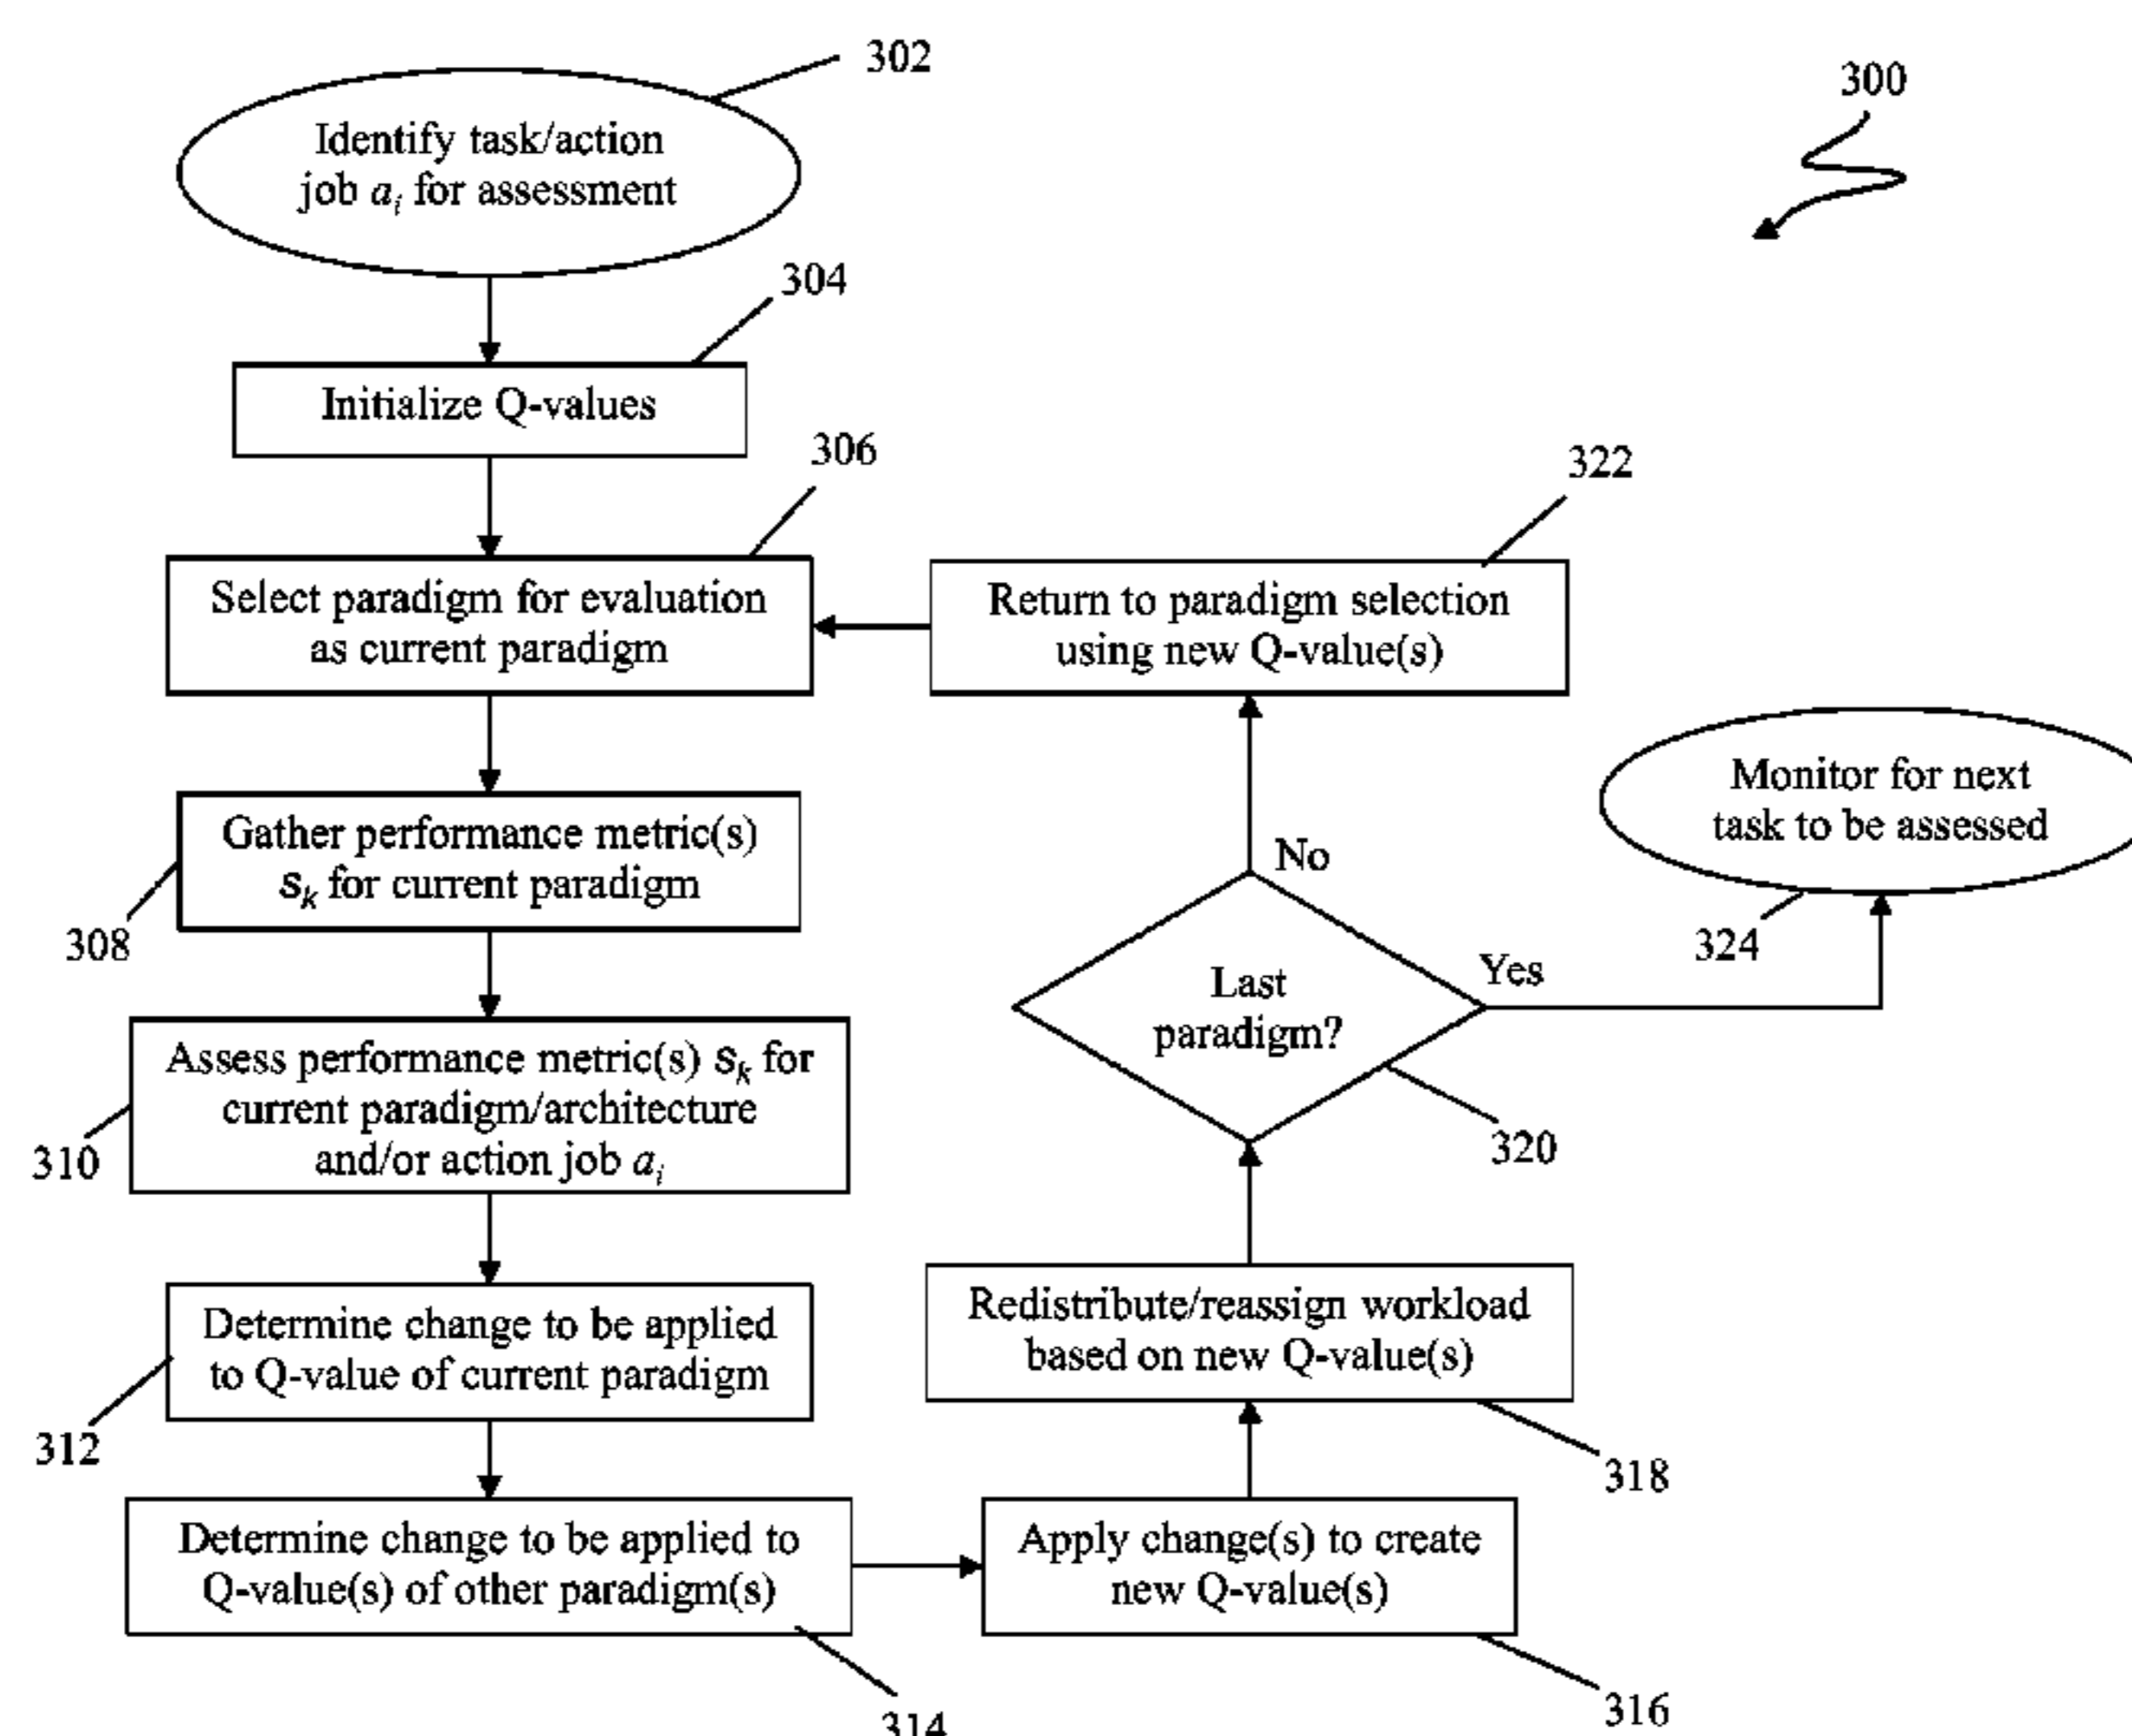 302
300
Identify task/action
job aᵢ for assessment
304
Initialize Q-values
306
322
Select paradigm for evaluation
as current paradigm
Return to paradigm selection
using new Q-value(s)
Monitor for next
task to be assessed
324
Gather performance metric(s)
sₖ for current paradigm
308
No
Last
paradigm?
Yes
320
Assess performance metric(s) sₖ for
current paradigm/architecture
and/or action job aᵢ
310
Determine change to be applied
to Q-value of current paradigm
312
Redistribute/reassign workload
based on new Q-value(s)
318
Determine change to be applied to
Q-value(s) of other paradigm(s)
314
Apply change(s) to create
new Q-value(s)
316